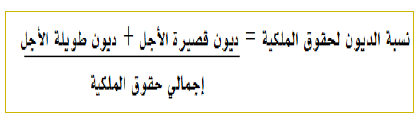 نسبة الديون لحقوق الملكية = ديون قصيرة الأجل + ديون طويلة الأجل
إجمالي حقوق الملكية